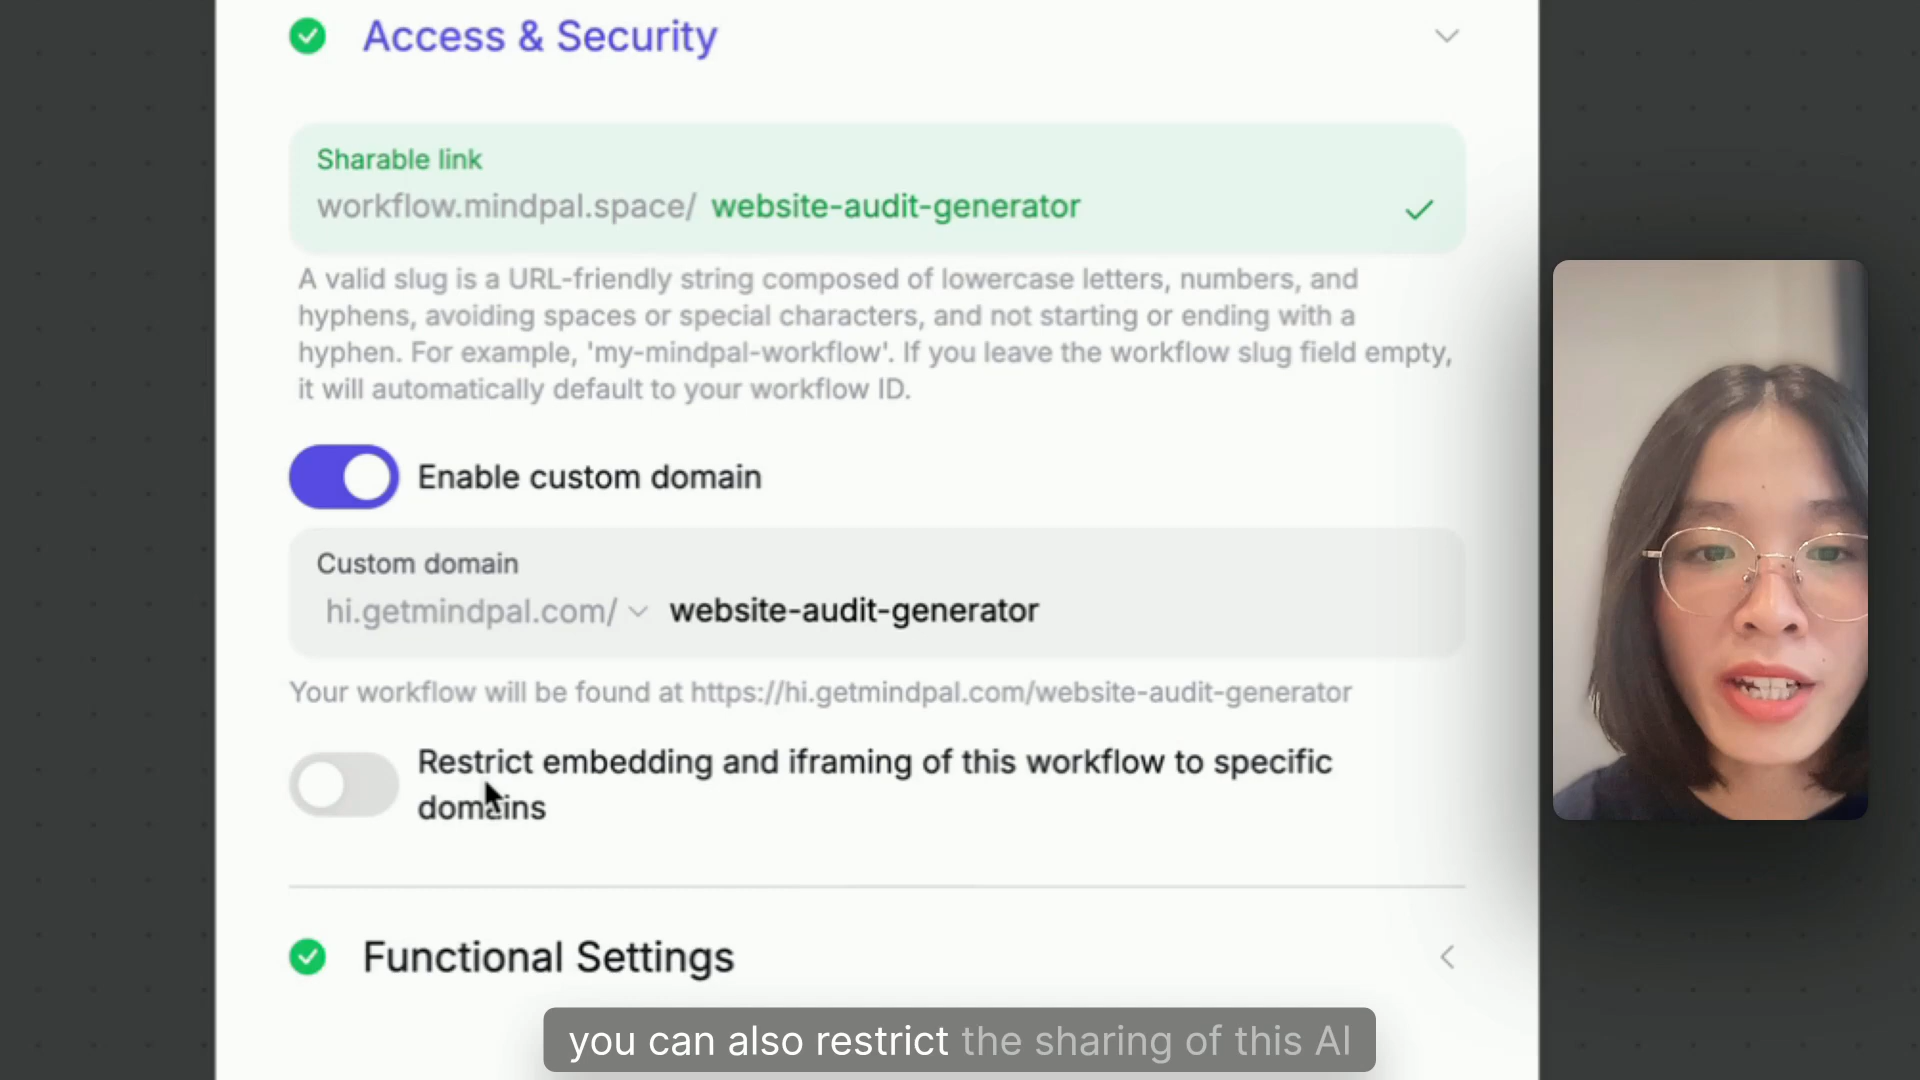 Access & Security
Sharable link
workflow.mindpal.space/ website-audit-generator
A valid slug is a URL-friendly string composed of lowercase letters, numbers, and
hyphens, avoiding spaces or special characters, and not starting or ending with a
hyphen. For example, 'my-mindpal-workflow'. If you leave the workflow slug field empty,
it will automatically default to your workflow ID.
Enable custom domain
Custom domain
hi.getmindpal.com/ website-audit-generator
Your workflow will be found at https://hi.getmindpal.com/website-audit-generator
Restrict embedding and iframing of this workflow to specific
domains
Functional Settings
you can also restrict the sharing of this AI